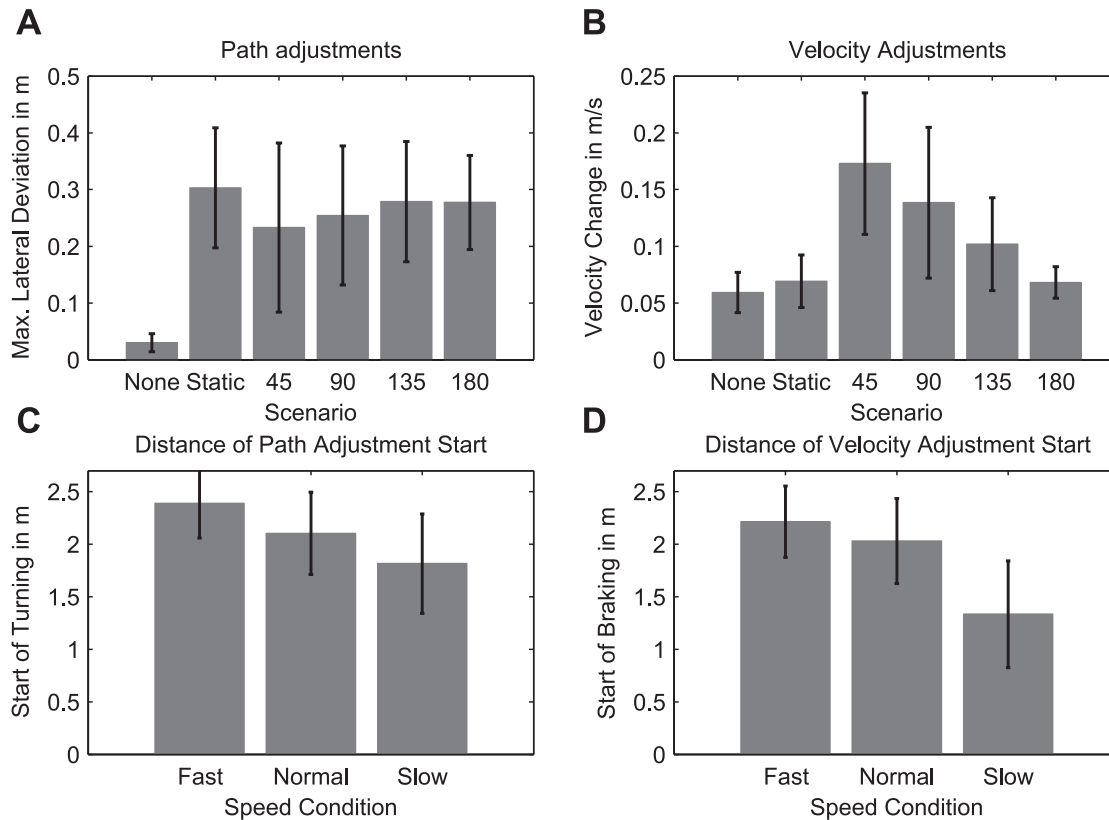 A
Path adjustments
Max. Lateral Deviation in m
0.5
0.4
0.3
0.2
0.1
0
None Static 45 90 135 180
Scenario
B
Velocity Adjustments
Velocity Change in m/s
0.25
0.2
0.15
0.1
0.05
0
None Static 45 90 135 180
Scenario
C
Distance of Path Adjustment Start
Start of Turning in m
2.5
2
1.5
1
0.5
0
Fast Normal Slow
Speed Condition
D
Distance of Velocity Adjustment Start
Start of Braking in m
2.5
2
1.5
1
0.5
0
Fast Normal Slow
Speed Condition